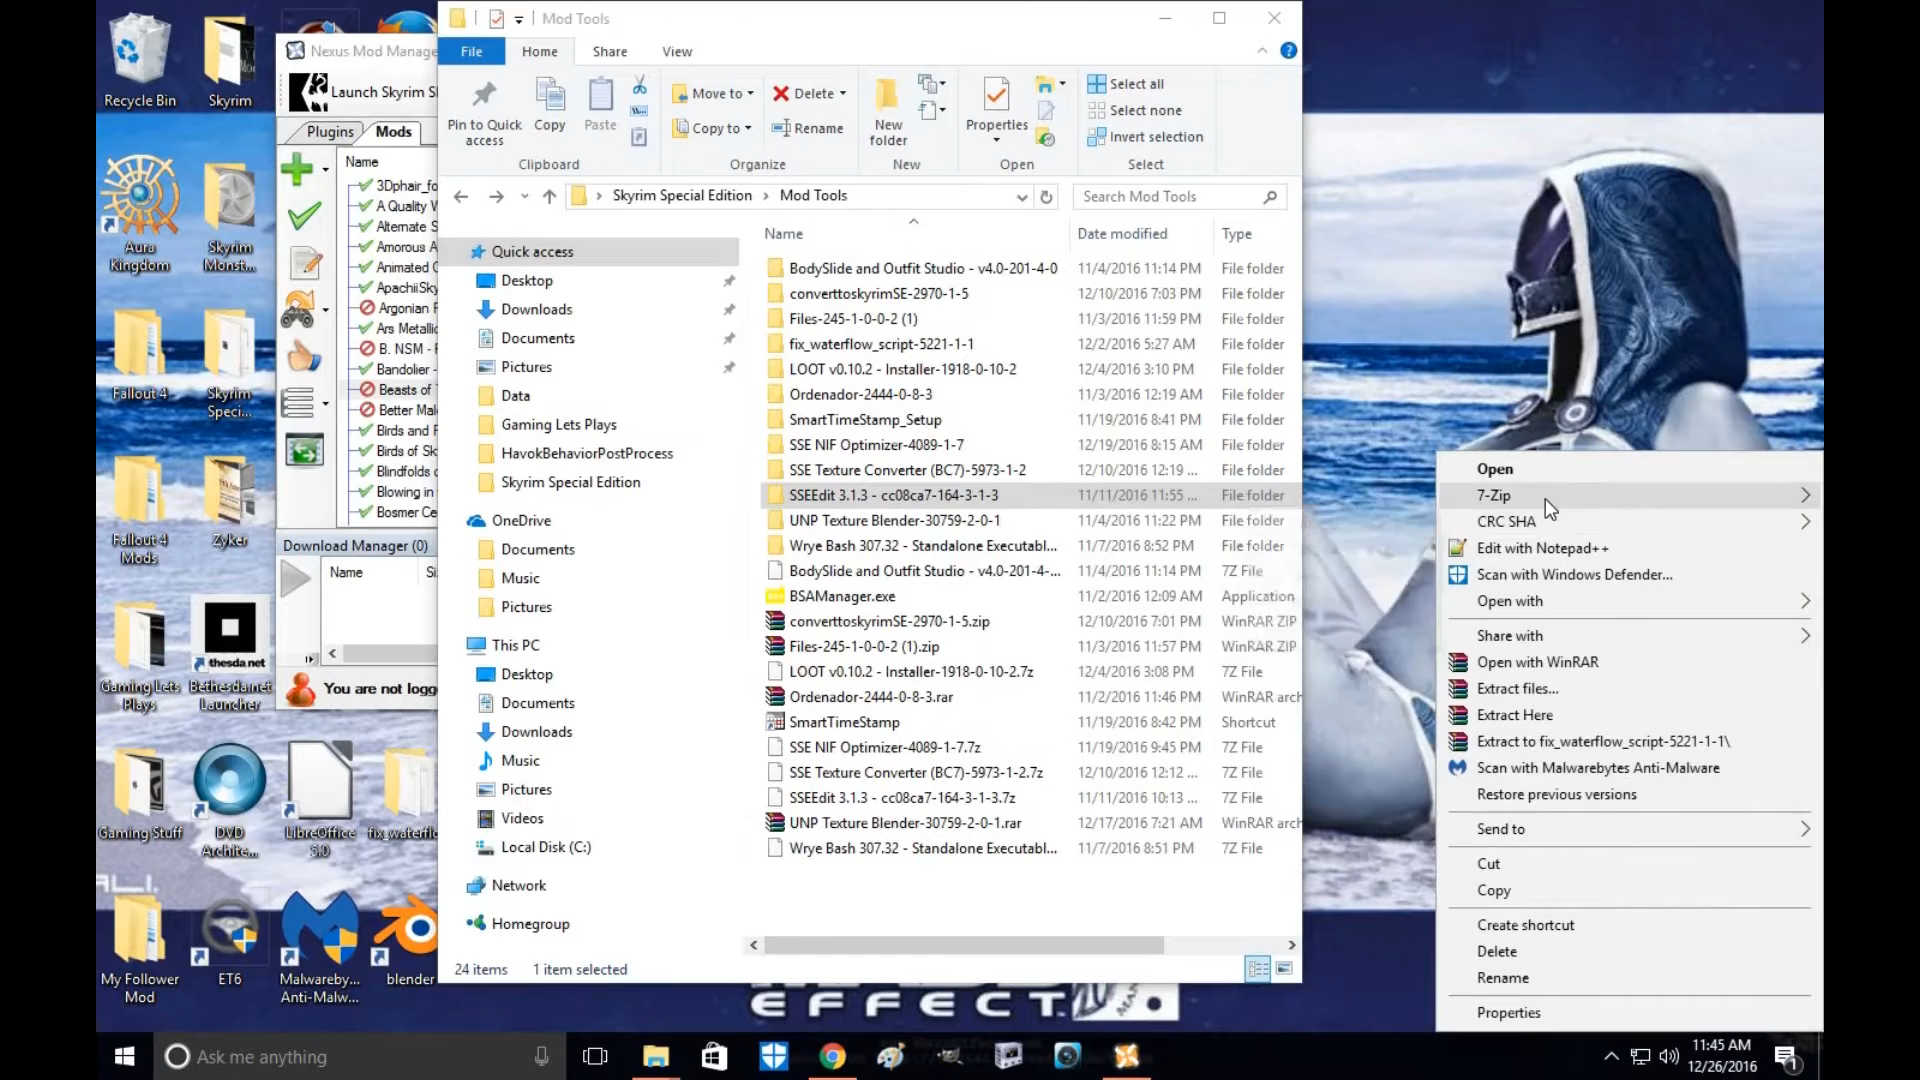 Recycle Bin
Skyrim
Aura Kingdom
Skyrim Monst...
Fallout 4
Skyrim Speci...
Fallout 4 Mods
Zyker
Gaming Lets Plays
Bethesda.net Launcher
thesda.net
Gaming Stuff
DVD Archite...
LibreOffice 5.0
fix_waterflo
My Follower Mod
ET6
Malwareby... Anti-Malw...
blender
Nexus Mod Manage
Launch Skyrim S
Plugins
Mods
Name
3Dphair_fo
A Quality W
Alternate S
Amorous A
Animated C
ApachiiSky
Argonian F
Ars Metallic
B. NSM - F
Bandolier -
Beasts of T
Better Mal
Birds and F
Birds of Sk
Blindfolds o
Blowing in
Bosmer Ce
Download Manager (0)
Name
Si
You are not logg
Mod Tools
File
Home
Share
View
Pin to Quick access
Copy
Paste
Clipboard
Move to
Copy to
Delete
Rename
Organize
New folder
New
Properties
Open
Select all
Select none
Invert selection
Select
Skyrim Special Edition
Mod Tools
Search Mod Tools
Quick access
Desktop
Downloads
Documents
Pictures
Data
Gaming Lets Plays
HavokBehaviorPostProcess
Skyrim Special Edition
OneDrive
Documents
Music
Pictures
This PC
Desktop
Documents
Downloads
Music
Pictures
Videos
Local Disk (C:)
Network
Homegroup
Name Date modified Type
BodySlide and Outfit Studio - v4.0-201-4-0 11/4/2016 11:14 PM File folder
converttoskyrimSE-2970-1-5 12/10/2016 7:03 PM File folder
Files-245-1-0-0-2 (1) 11/3/2016 11:59 PM File folder
fix_waterflow_script-5221-1-1 12/2/2016 5:27 AM File folder
LOOT v0.10.2 - Installer-1918-0-10-2 12/4/2016 3:10 PM File folder
Ordenador-2444-0-8-3 11/3/2016 12:19 AM File folder
SmartTimeStamp_Setup 11/19/2016 8:41 PM File folder
SSE NIF Optimizer-4089-1-7 12/19/2016 8:15 AM File folder
SSE Texture Converter (BC7)-5973-1-2 12/10/2016 12:19 ... File folder
SSEEdit 3.1.3 - cc08ca7-164-3-1-3 11/11/2016 11:55 ... File folder
UNP Texture Blender-30759-2-0-1 11/4/2016 11:22 PM File folder
Wrye Bash 307.32 - Standalone Executabl... 11/7/2016 8:52 PM File folder
BodySlide and Outfit Studio - v4.0-201-4-... 11/4/2016 11:14 PM 7Z File
BSAManager.exe 11/2/2016 12:09 AM Application
converttoskyrimSE-2970-1-5.zip 12/10/2016 7:01 PM WinRAR ZIP
Files-245-1-0-0-2 (1).zip 11/3/2016 11:57 PM WinRAR ZIP
LOOT v0.10.2 - Installer-1918-0-10-2.7z 12/4/2016 3:08 PM 7Z File
Ordenador-2444-0-8-3.rar 11/2/2016 11:46 PM WinRAR arch
SmartTimeStamp 11/19/2016 8:42 PM Shortcut
SSE NIF Optimizer-4089-1-7.7z 11/19/2016 9:45 PM 7Z File
SSE Texture Converter (BC7)-5973-1-2.7z 12/10/2016 12:12 ... 7Z File
SSEEdit 3.1.3 - cc08ca7-164-3-1-3.7z 11/11/2016 10:13 ... 7Z File
UNP Texture Blender-30759-2-0-1.rar 12/17/2016 7:21 AM WinRAR arch
Wrye Bash 307.32 - Standalone Executabl... 11/7/2016 8:51 PM 7Z File
24 items 1 item selected
EFFECT
Open
7-Zip
CRC SHA
Edit with Notepad++
Scan with Windows Defender...
Open with
Share with
Open with WinRAR
Extract files...
Extract Here
Extract to fix_waterflow_script-5221-1-1\
Scan with Malwarebytes Anti-Malware
Restore previous versions
Send to
Cut
Copy
Create shortcut
Delete
Rename
Properties
Ask me anything
11:45 AM
12/26/2016
1